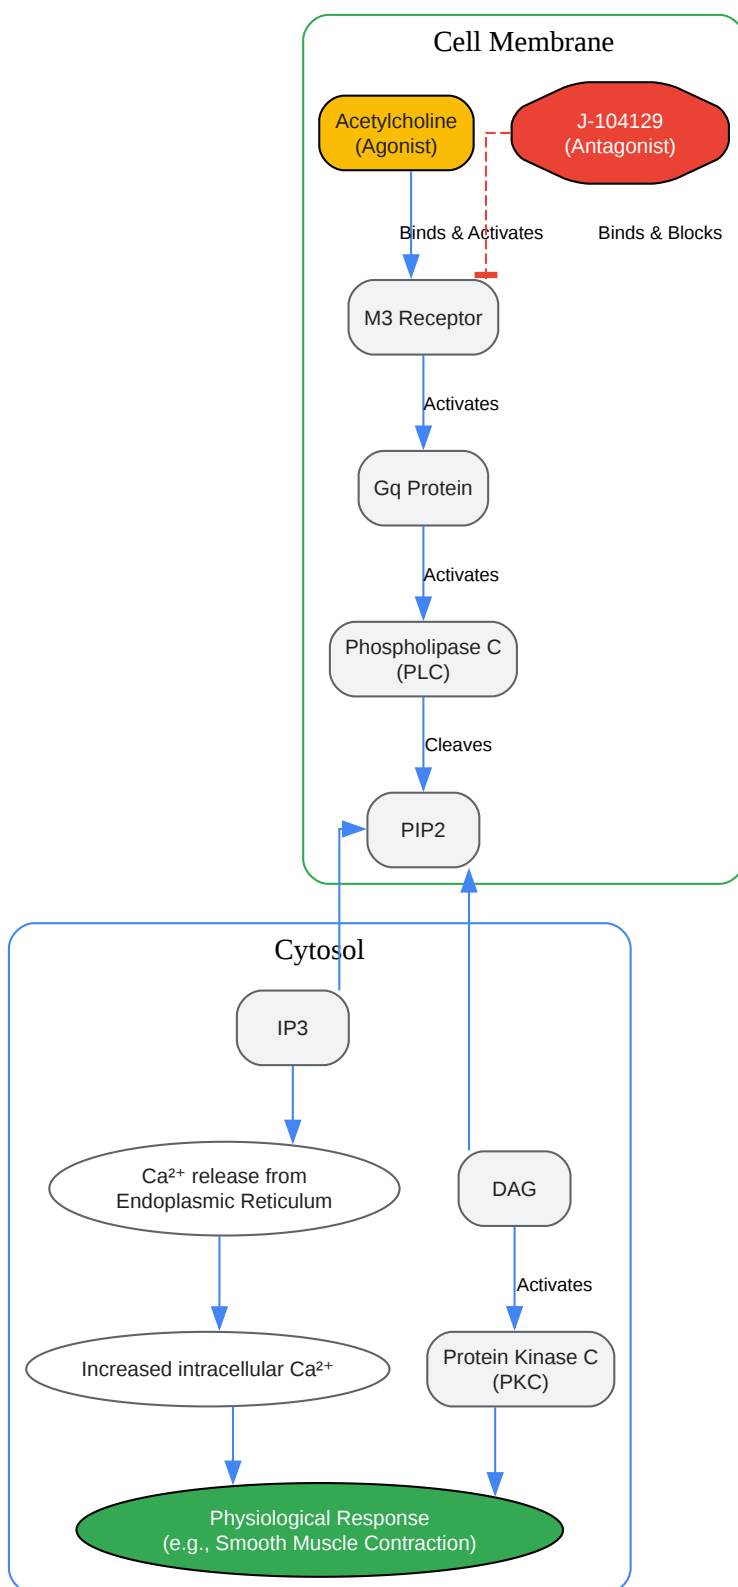 Cell Membrane
Acetylcholine
(Agonist)
J-104129
(Antagonist)
Binds & Activates
Binds & Blocks
M3 Receptor
Activates
Gq Protein
Activates
Phospholipase C
(PLC)
Cleaves
PIP2
Cytosol
IP3
Ca²⁺ release from
Endoplasmic Reticulum
DAG
Activates
Increased intracellular Ca²⁺
Protein Kinase C
(PKC)
Physiological Response
(e.g., Smooth Muscle Contraction)